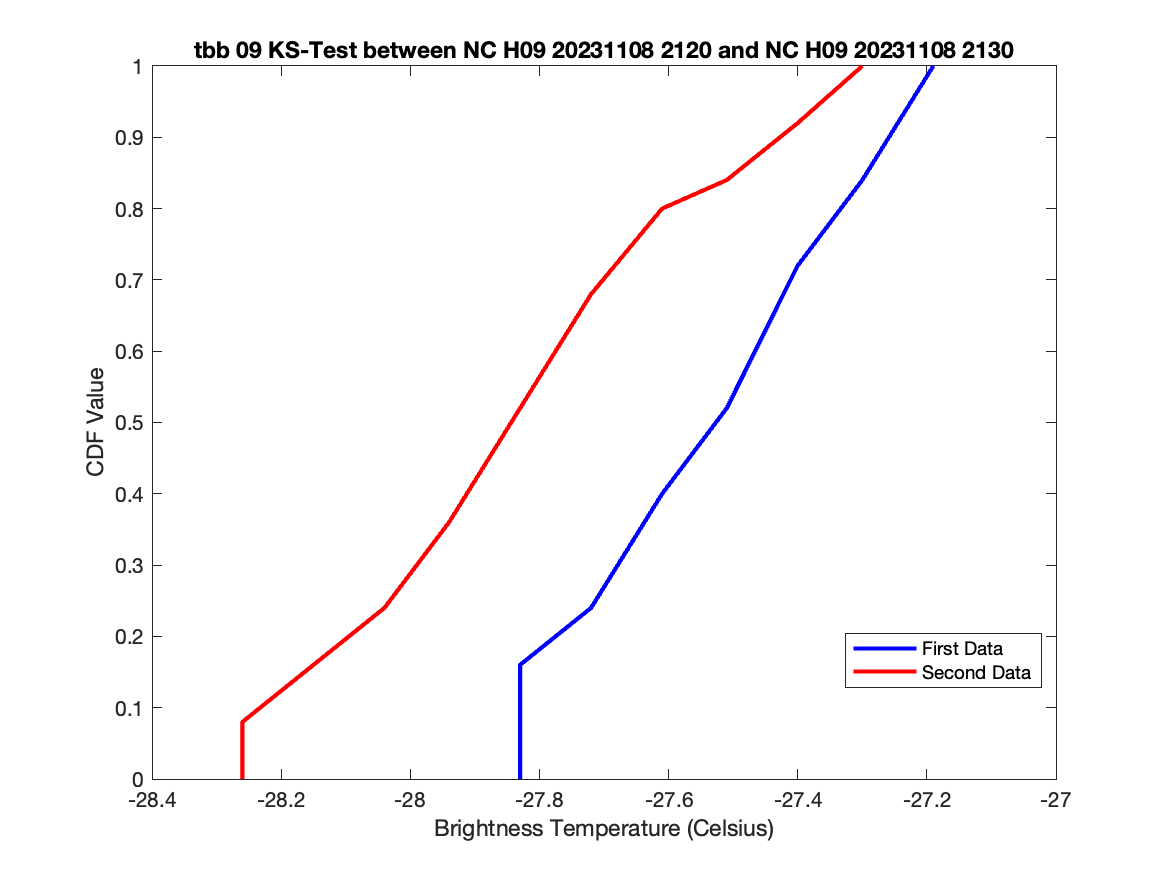 tbb 09 KS-Test between NC H09 20231108 2120 and NC H09 20231108 2130
1
0.9
0.8
0.7
0.6
0.5
0.4
0.3
0.2
0.1
0
CDF Value
First Data
Second Data
-28.4 -28.2 -28 -27.8 -27.6 -27.4 -27.2 -27
Brightness Temperature (Celsius)